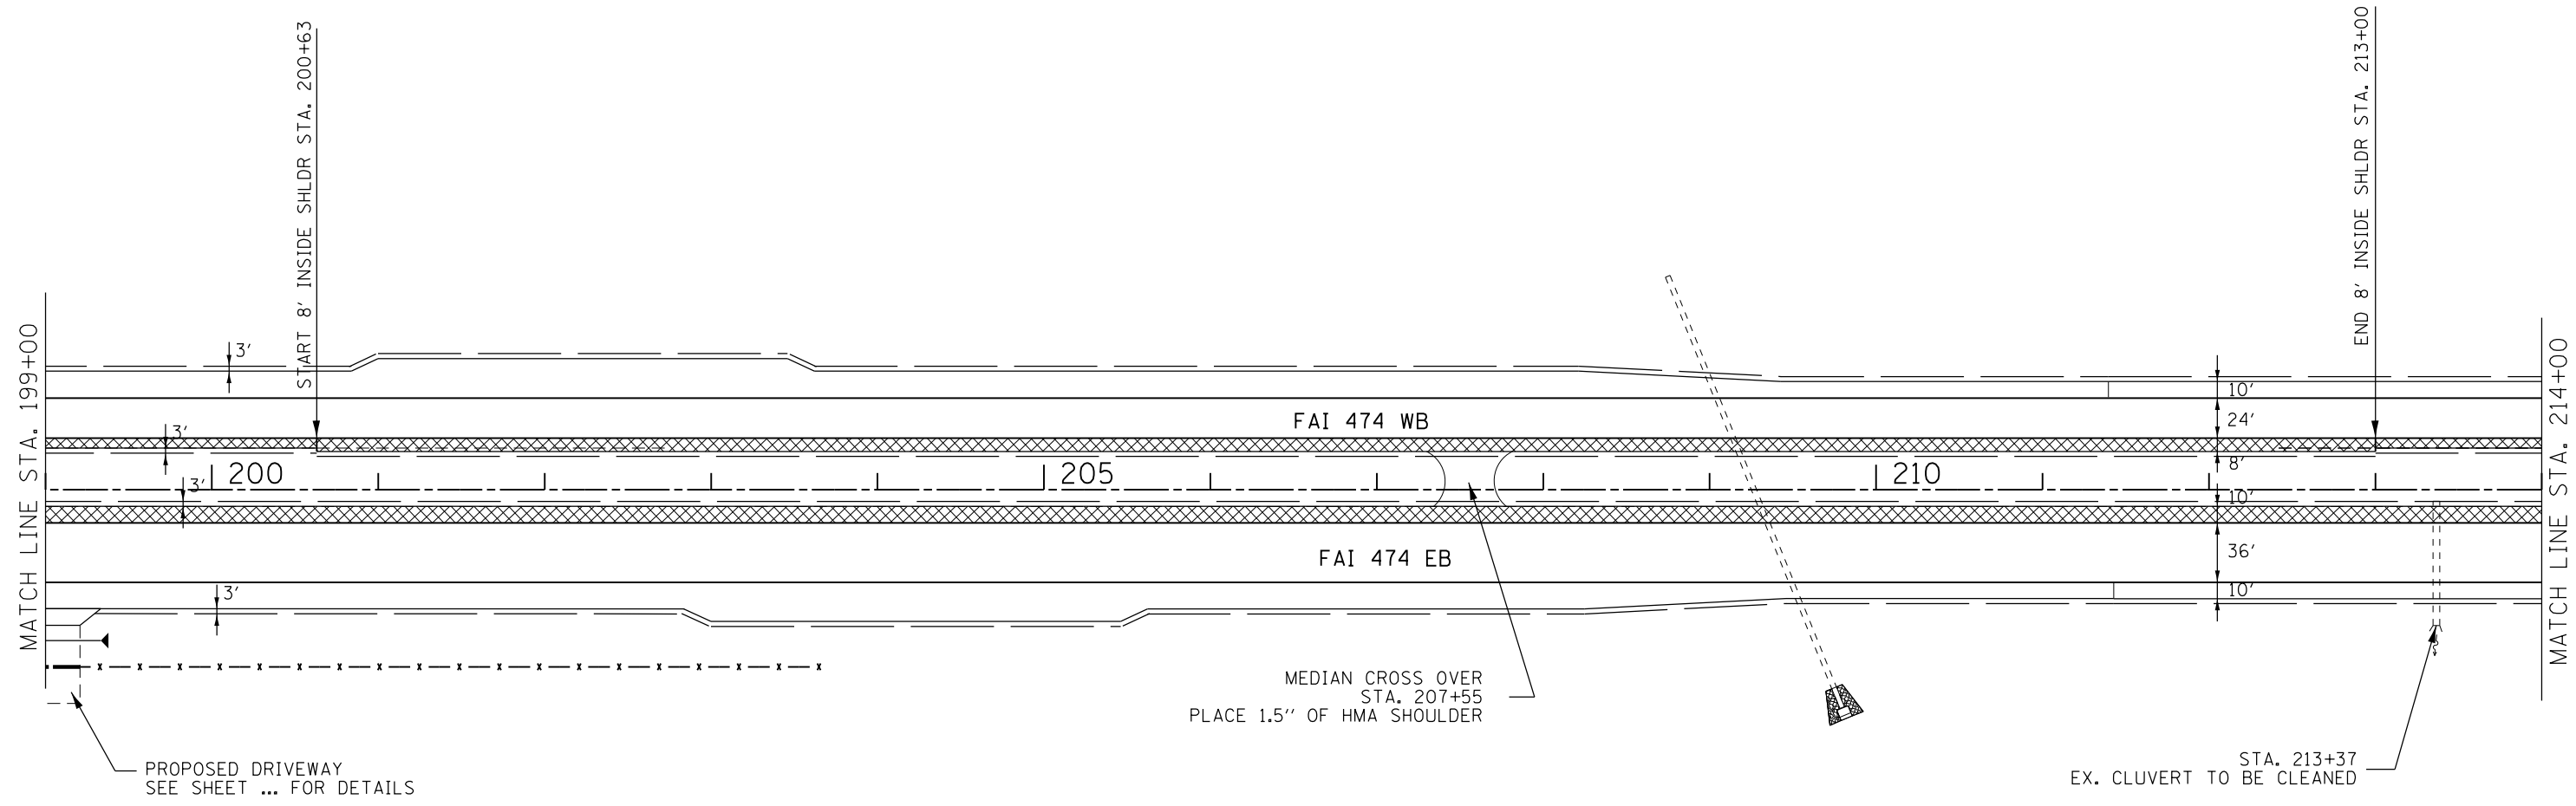 START 8' INSIDE SHLDR STA. 200+63
END 8' INSIDE SHLDR STA. 213+00
MATCH LINE STA. 199+00
MATCH LINE STA. 214+00
3'
10'
FAI 474 WB
24'
3'
200
205
210
8'
3'
10'
FAI 474 EB
36'
3'
10'
MEDIAN CROSS OVER
STA. 207+55
PLACE 1.5'' OF HMA SHOULDER
PROPOSED DRIVEWAY
SEE SHEET ... FOR DETAILS
STA. 213+37
EX. CLUVERT TO BE CLEANED